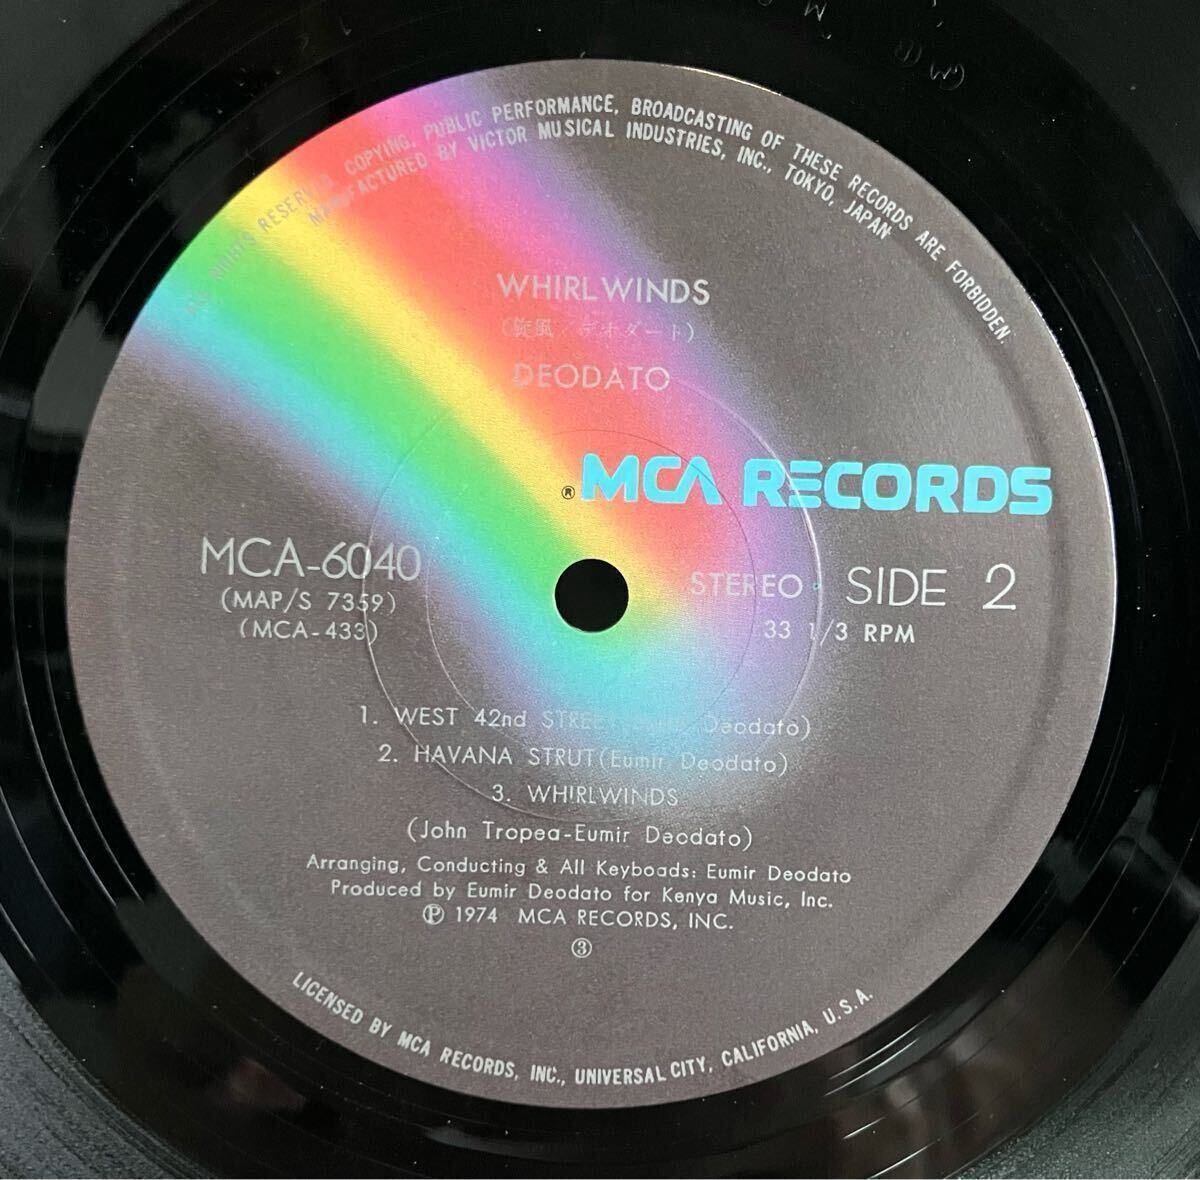 ALL RIGHTS RESERVED, COPYING, PUBLIC PERFORMANCE, BROADCASTING OF THESE RECORDS ARE FORBIDDEN.
MANUFACTURED BY VICTOR MUSICAL INDUSTRIES, INC., TOKYO, JAPAN
WHIRLWINDS
(旋風/デオダート)
DEODATO
® MCA RECORDS
MCA-6040
(MAP/S 7359)
(MCA-433)
STEREO · SIDE 2
33 1/3 RPM
1. WEST 42nd STREET(Eumir Deodato)
2. HAVANA STRUT(Eumir Deodato)
3. WHIRLWINDS
(John Tropea-Eumir Deodato)
Arranging, Conducting & All Keyboads: Eumir Deodato
Produced by Eumir Deodato for Kenya Music, Inc.
Ⓟ 1974 MCA RECORDS, INC.
③
LICENSED BY MCA RECORDS, INC., UNIVERSAL CITY, CALIFORNIA, U.S.A.